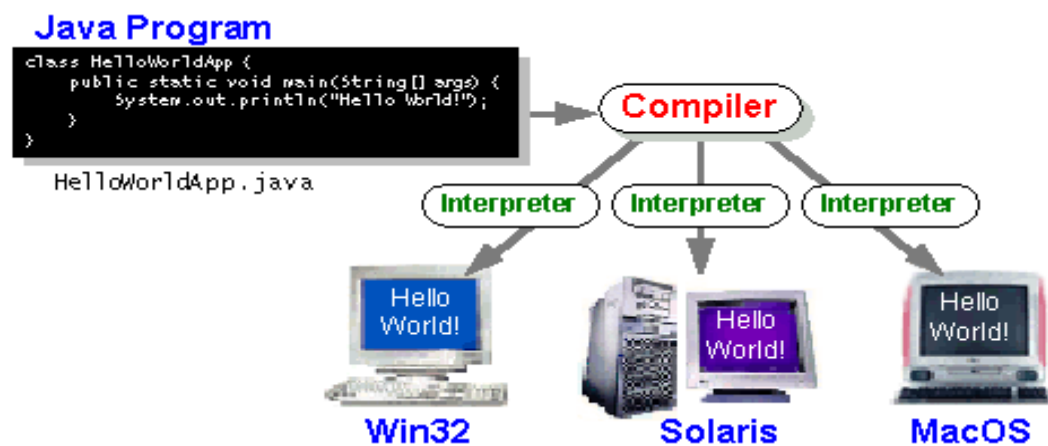 Java Program
class HelloWorldApp {
    public static void main(String[] args) {
        System.out.println("Hello World!");
    }
}
HelloWorldApp.java
Compiler
Interpreter
Interpreter
Interpreter
Hello
World!
Hello
World!
Hello
World!
Win32
Solaris
MacOS